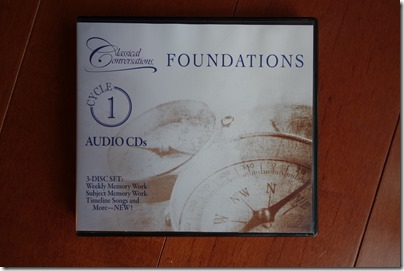 Classical
Conversations
FOUNDATIONS
CYCLE
1
AUDIO CDs
3-DISC SET:
Weekly Memory Work
Subject Memory Work
Timeline Songs and
More—NEW!
W
NW
N